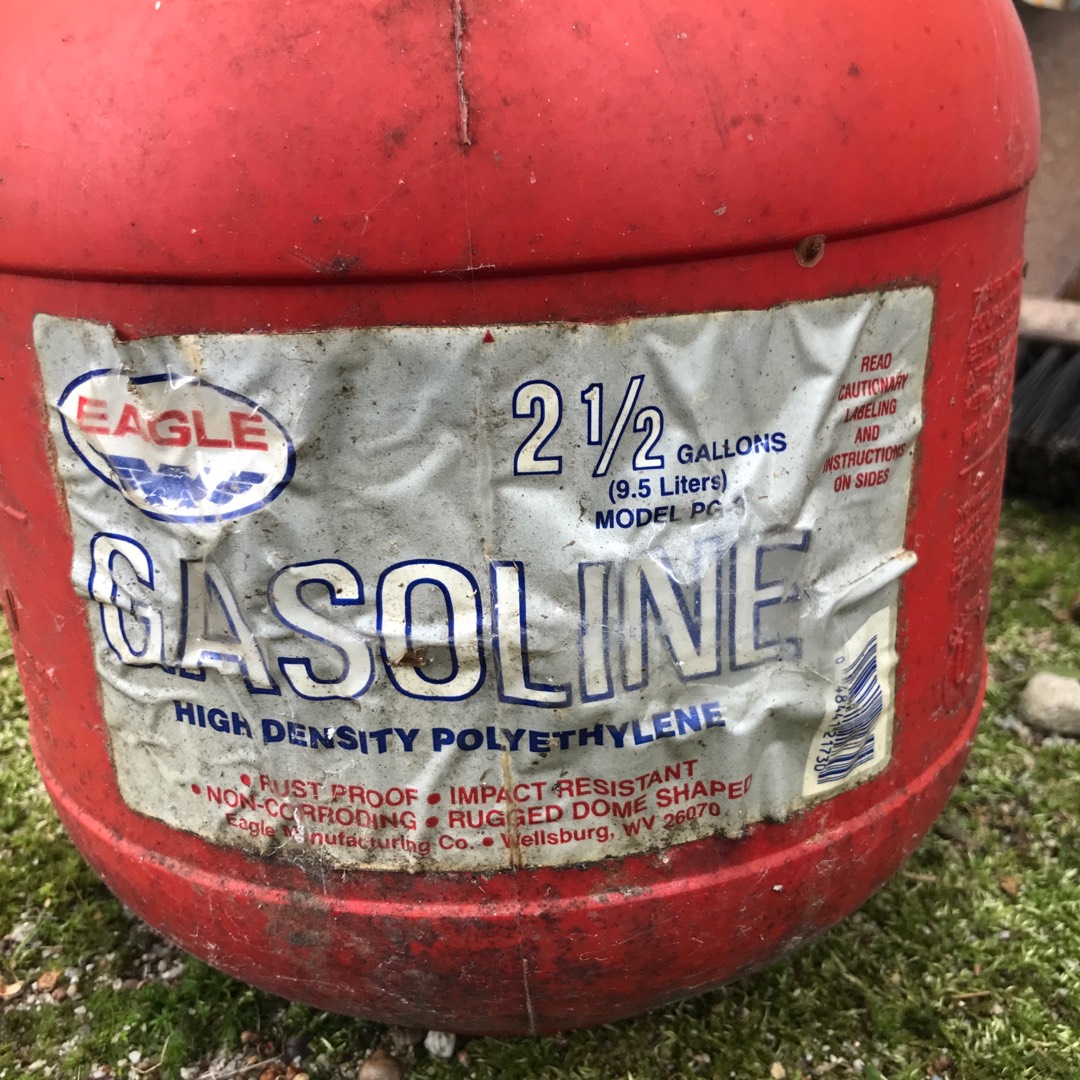 EAGLE
2 1/2 GALLONS
(9.5 Liters)
MODEL
READ
CAUTIONARY
LABELING
AND
INSTRUCTIONS
ON SIDES
GASOLINE
HIGH DENSITY POLYETHYLENE
• RUST PROOF • IMPACT RESISTANT
• NON-CORRODING • RUGGED DOME SHAPED
Eagle Manufacturing Co. • Wellsburg, WV 26070